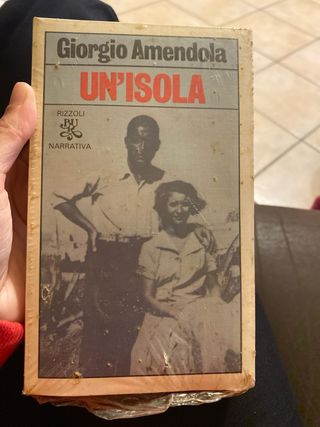 Giorgio Amendola
UN'ISOLA
RIZZOLI
BUR
NARRATIVA